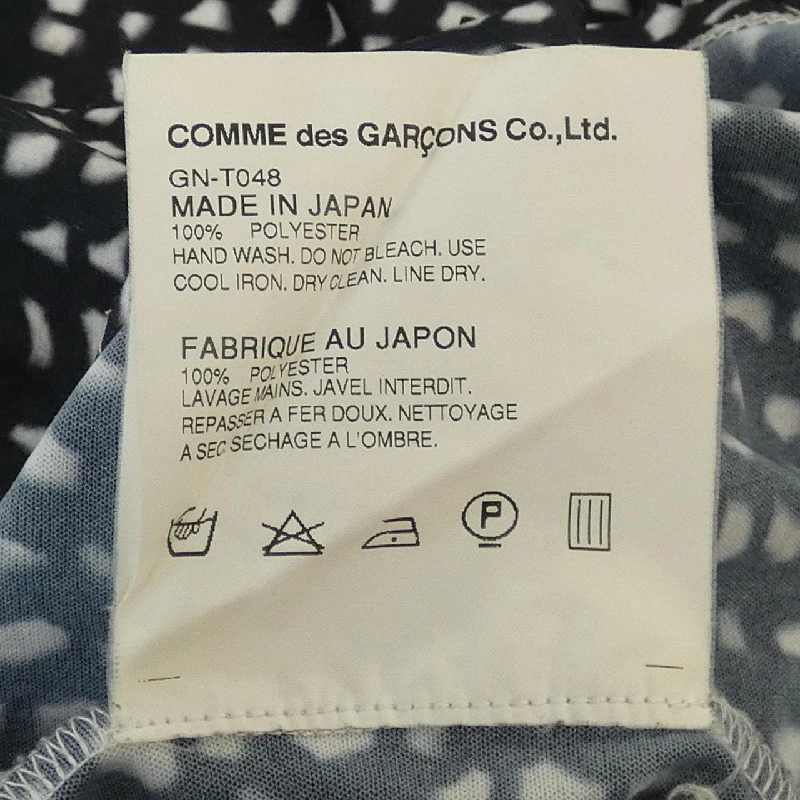 COMME des GARÇONS Co.,Ltd.
GN-T048
MADE IN JAPAN
100% POLYESTER
HAND WASH. DO NOT BLEACH. USE
COOL IRON. DRY CLEAN. LINE DRY.
FABRIQUE AU JAPON
100% POLYESTER
LAVAGE MAINS. JAVEL INTERDIT.
REPASSER A FER DOUX. NETTOYAGE
A SEC SECHAGE A L'OMBRE.
P